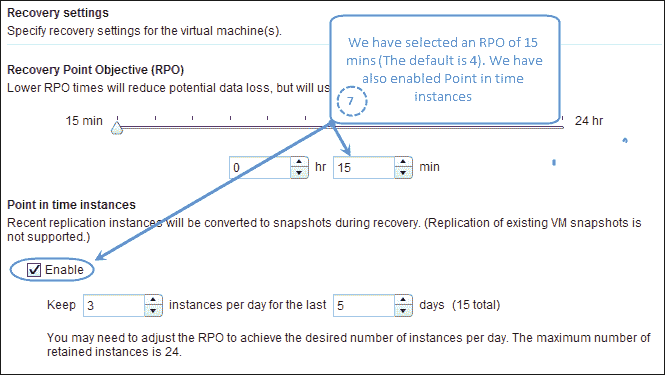 Recovery settings
Specify recovery settings for the virtual machine(s).
We have selected an RPO of 15
mins (The default is 4). We have
also enabled Point in time
instances
7
Recovery Point Objective (RPO)
Lower RPO times will reduce potential data loss, but will us
15 min
24 hr
0 hr 15 min
Point in time instances
Recent replication instances will be converted to snapshots during recovery. (Replication of existing VM snapshots is
not supported.)
Enable
Keep 3 instances per day for the last 5 days (15 total)
You may need to adjust the RPO to achieve the desired number of instances per day. The maximum number of
retained instances is 24.